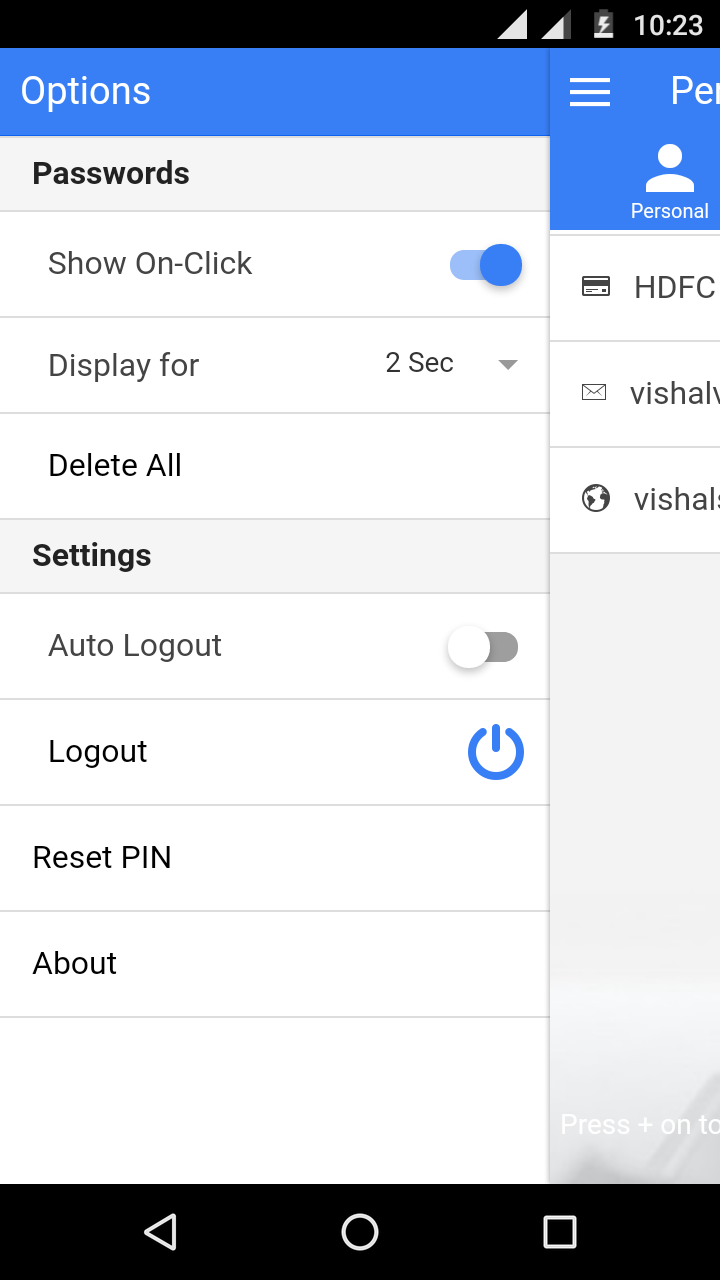 10:23
Options
Passwords
Show On-Click
Display for 2 Sec
Delete All
Settings
Auto Logout
Logout
Reset PIN
About
Per
Personal
HDFC
vishalv
vishals
Press + on to